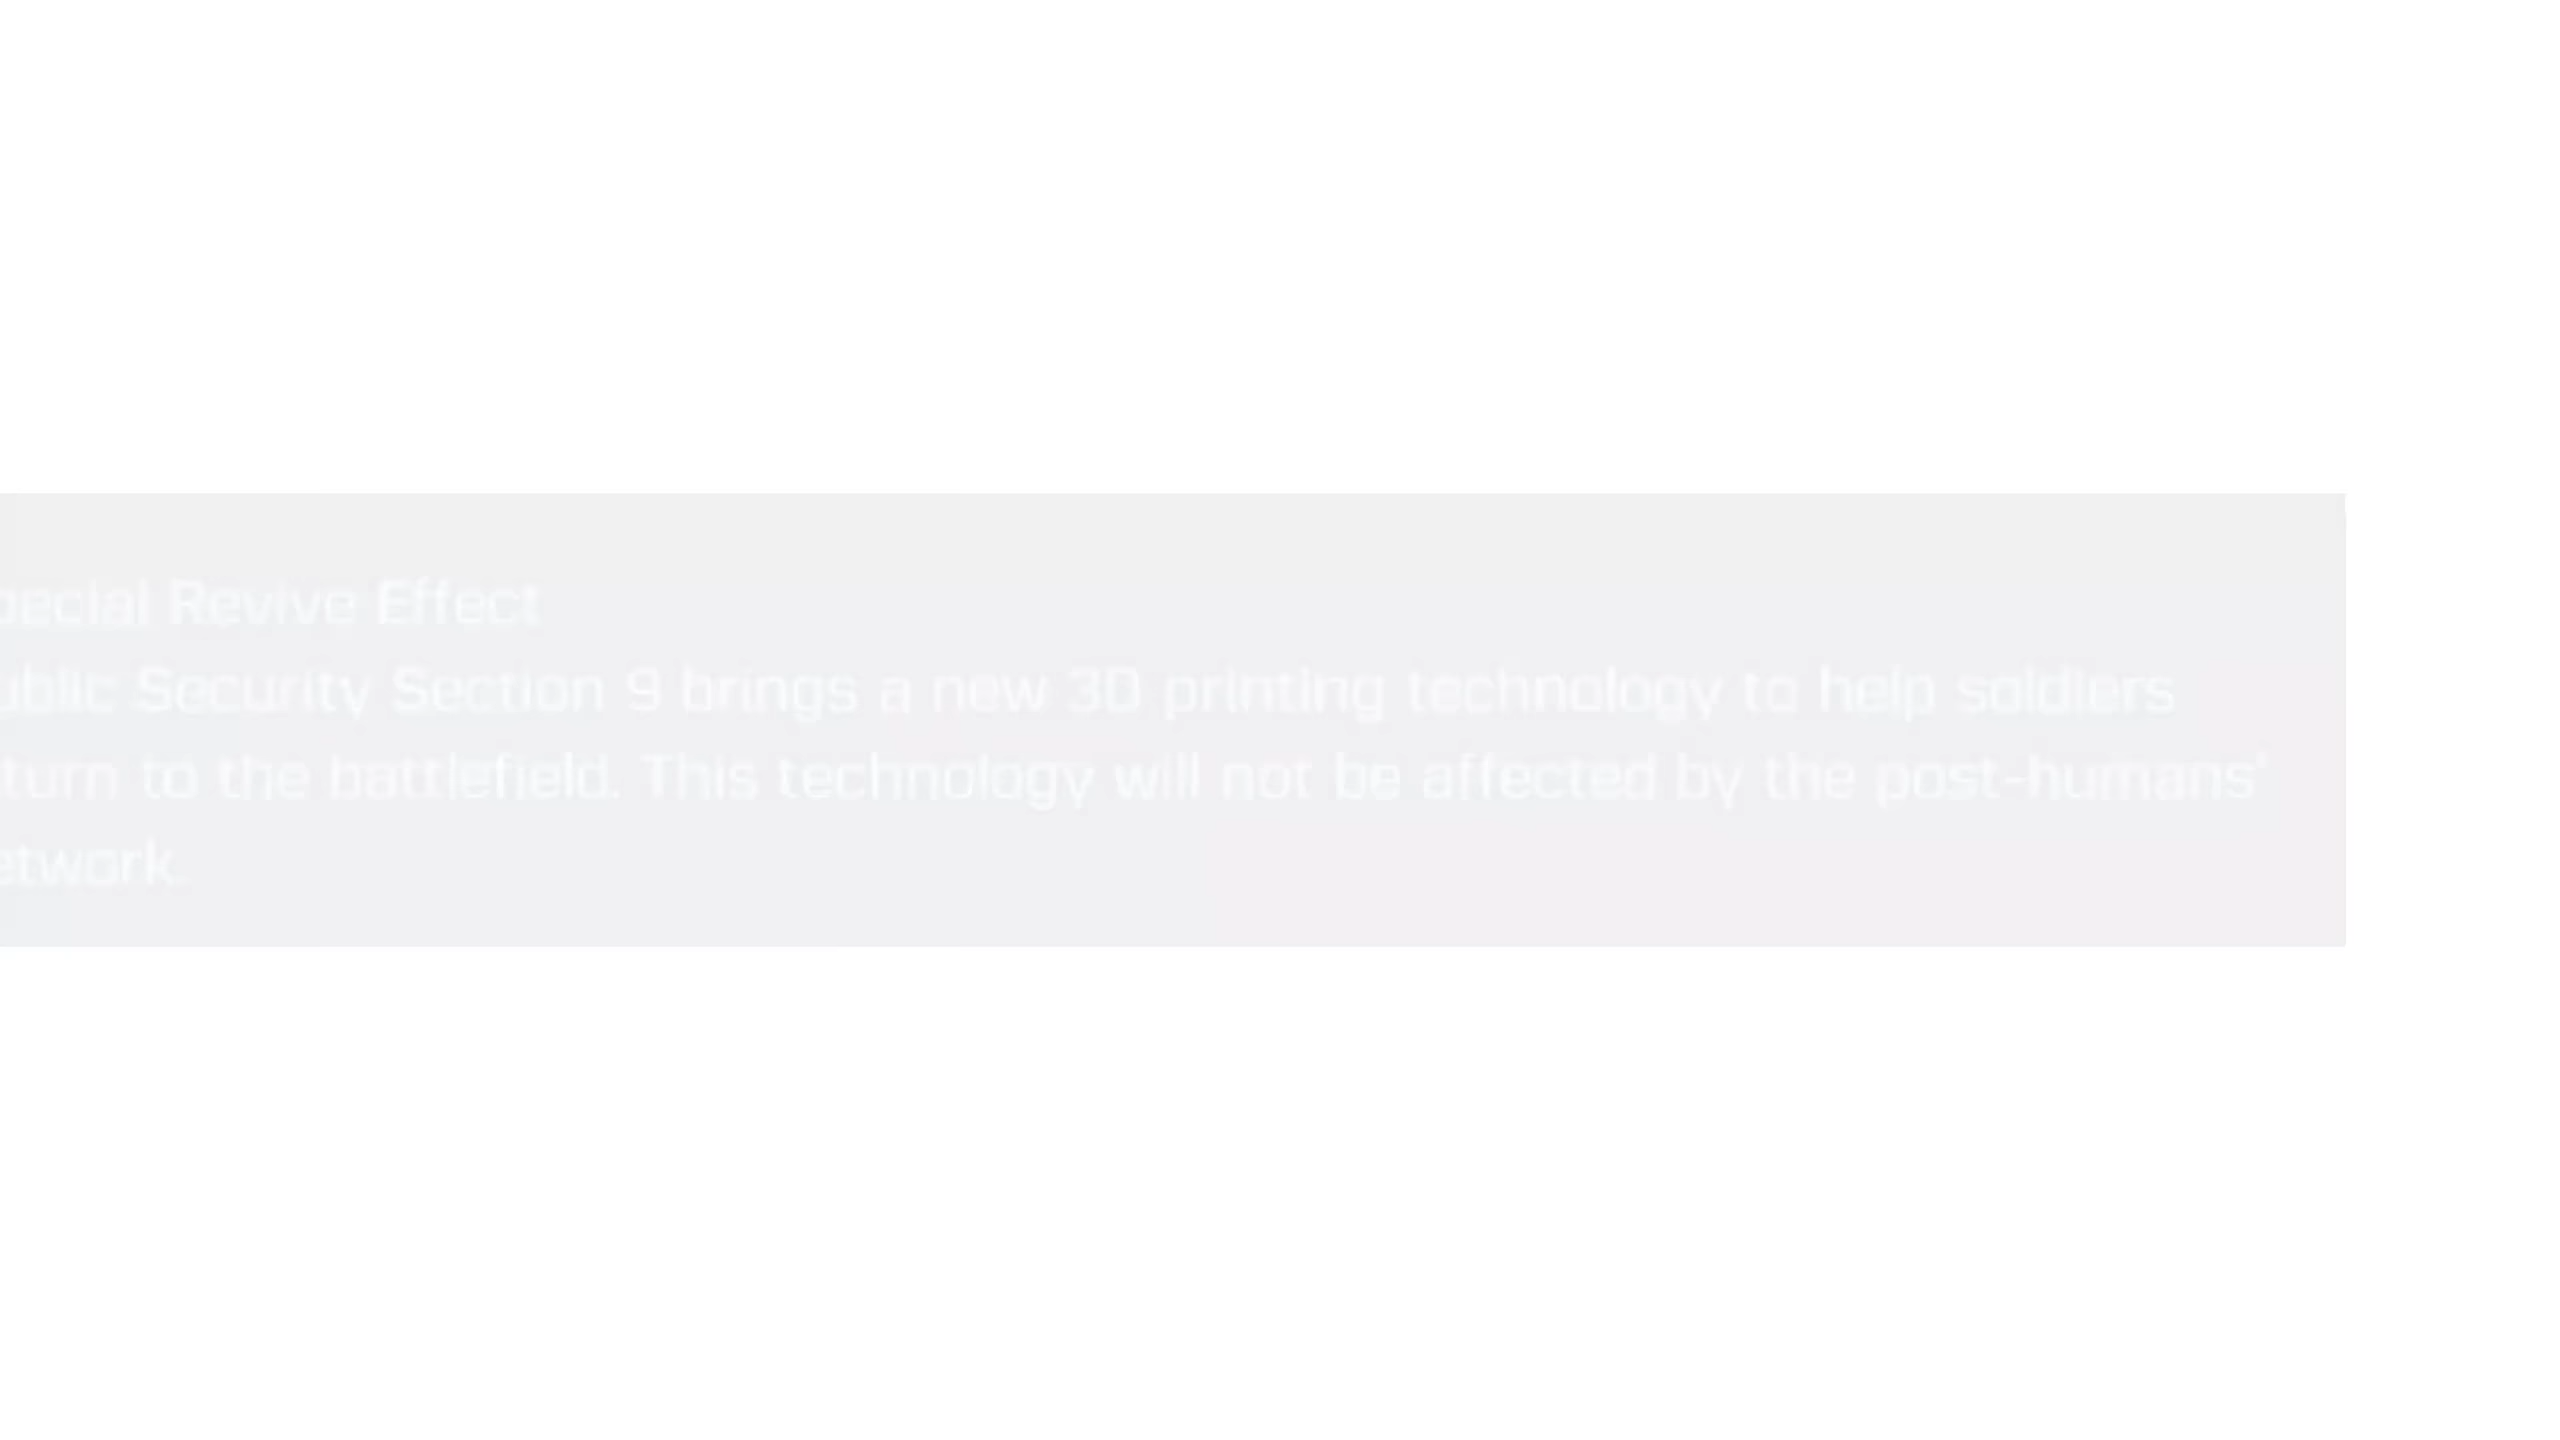 pecial Revive Effect
ublic Security Section 9 brings a new 3D printing technology to help soldiers
turn to the battlefield. This technology will not be affected by the post-humans'
etwork.